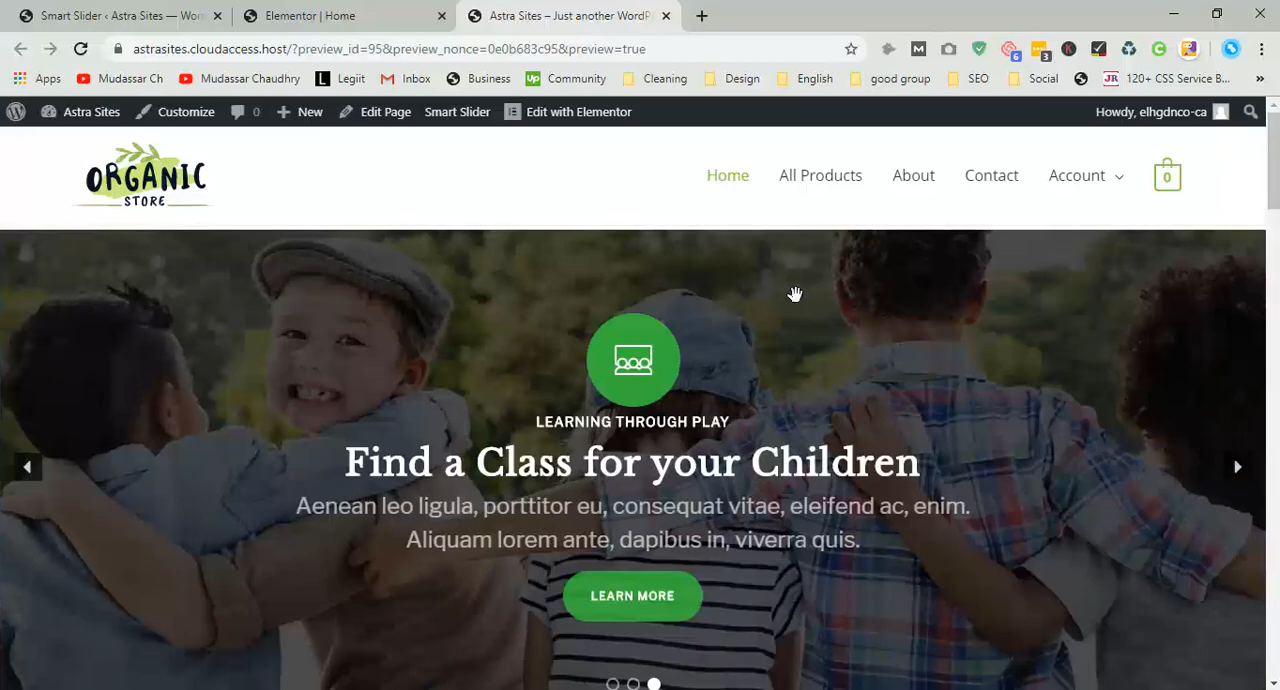 Smart Slider ‹ Astra Sites — Wor
Elementor | Home
Astra Sites – Just another WordP
astrasites.cloudaccess.host/?preview_id=95&preview_nonce=0e0b683c95&preview=true
6
3
Apps
Mudassar Ch
Mudassar Chaudhry
Legiit
Inbox
Business
Community
Cleaning
Design
English
good group
SEO
Social
JR
120+ CSS Service B...
»
Astra Sites
Customize
0
New
Edit Page
Smart Slider
Edit with Elementor
Howdy, elhgdnco-ca
ORGANIC
STORE
Home
All Products
About
Contact
Account
0
LEARNING THROUGH PLAY
Find a Class for your Children
Aenean leo ligula, porttitor eu, consequat vitae, eleifend ac, enim.
Aliquam lorem ante, dapibus in, viverra quis.
LEARN MORE